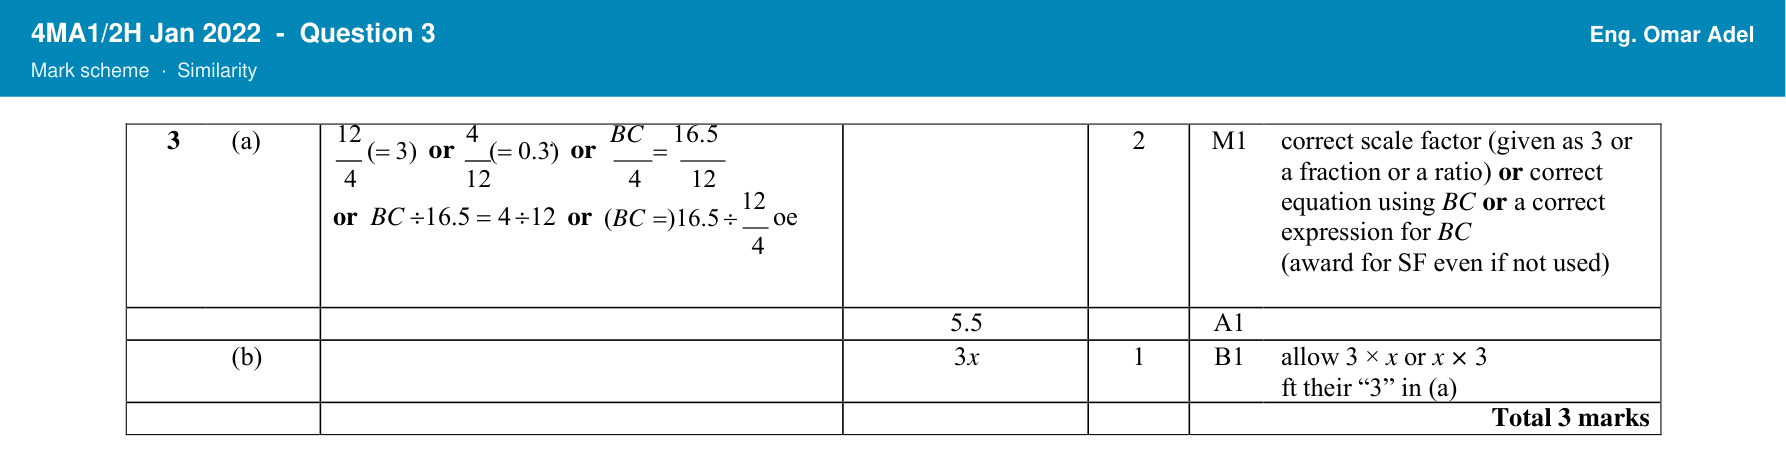 4MA1/2H Jan 2022 - Question 3
Eng. Omar Adel
Mark scheme · Similarity
3 (a) 12/4 (= 3) or 4/12 (= 0.3̇) or BC/4 = 16.5/12 2 M1 correct scale factor (given as 3 or
a fraction or a ratio) or correct
or BC ÷ 16.5 = 4 ÷ 12 or (BC =)16.5 ÷ 12/4 oe equation using BC or a correct
expression for BC
(award for SF even if not used)
5.5 A1
(b) 3x 1 B1 allow 3 × x or x × 3
ft their “3” in (a)
Total 3 marks